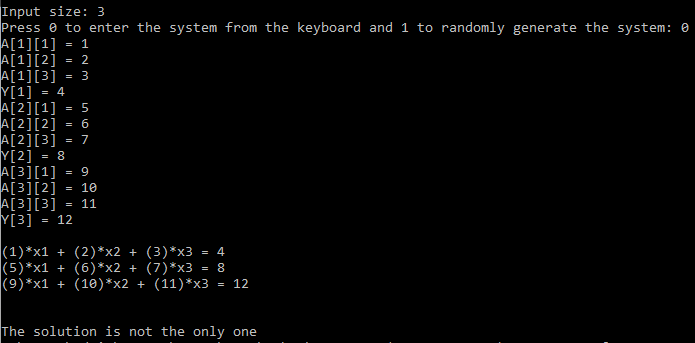 Input size: 3
Press 0 to enter the system from the keyboard and 1 to randomly generate the system: 0
A[1][1] = 1
A[1][2] = 2
A[1][3] = 3
Y[1] = 4
A[2][1] = 5
A[2][2] = 6
A[2][3] = 7
Y[2] = 8
A[3][1] = 9
A[3][2] = 10
A[3][3] = 11
Y[3] = 12
(1)*x1 + (2)*x2 + (3)*x3 = 4
(5)*x1 + (6)*x2 + (7)*x3 = 8
(9)*x1 + (10)*x2 + (11)*x3 = 12
The solution is not the only one